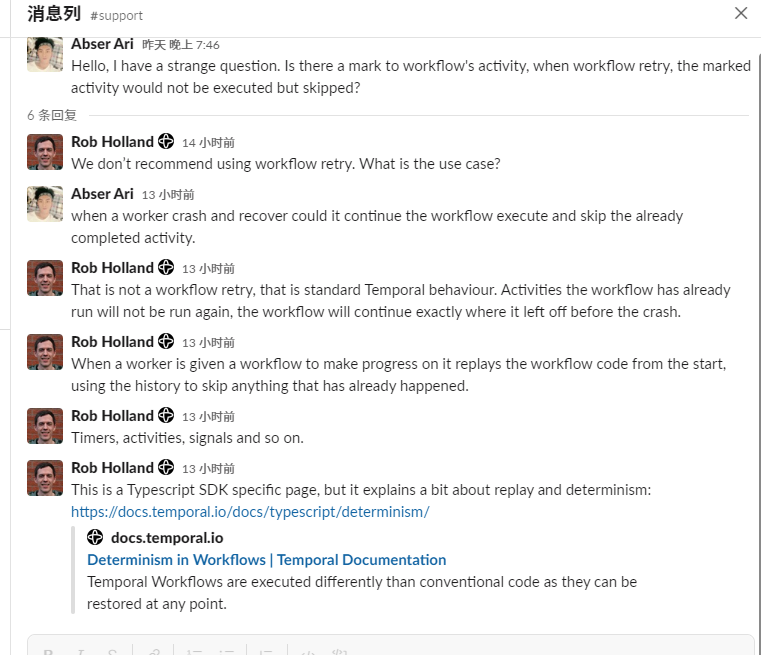 消息列 #support
Abser Ari 昨天 晚上 7:46
Hello, I have a strange question. Is there a mark to workflow's activity, when workflow retry, the marked
activity would not be executed but skipped?
6 条回复
Rob Holland 14 小时前
We don't recommend using workflow retry. What is the use case?
Abser Ari 13 小时前
when a worker crash and recover could it continue the workflow execute and skip the already
completed activity.
Rob Holland 13 小时前
That is not a workflow retry, that is standard Temporal behaviour. Activities the workflow has already
run will not be run again, the workflow will continue exactly where it left off before the crash.
Rob Holland 13 小时前
When a worker is given a workflow to make progress on it replays the workflow code from the start,
using the history to skip anything that has already happened.
Rob Holland 13 小时前
Timers, activities, signals and so on.
Rob Holland 13 小时前
This is a Typescript SDK specific page, but it explains a bit about replay and determinism:
https://docs.temporal.io/docs/typescript/determinism/
docs.temporal.io
Determinism in Workflows | Temporal Documentation
Temporal Workflows are executed differently than conventional code as they can be
restored at any point.